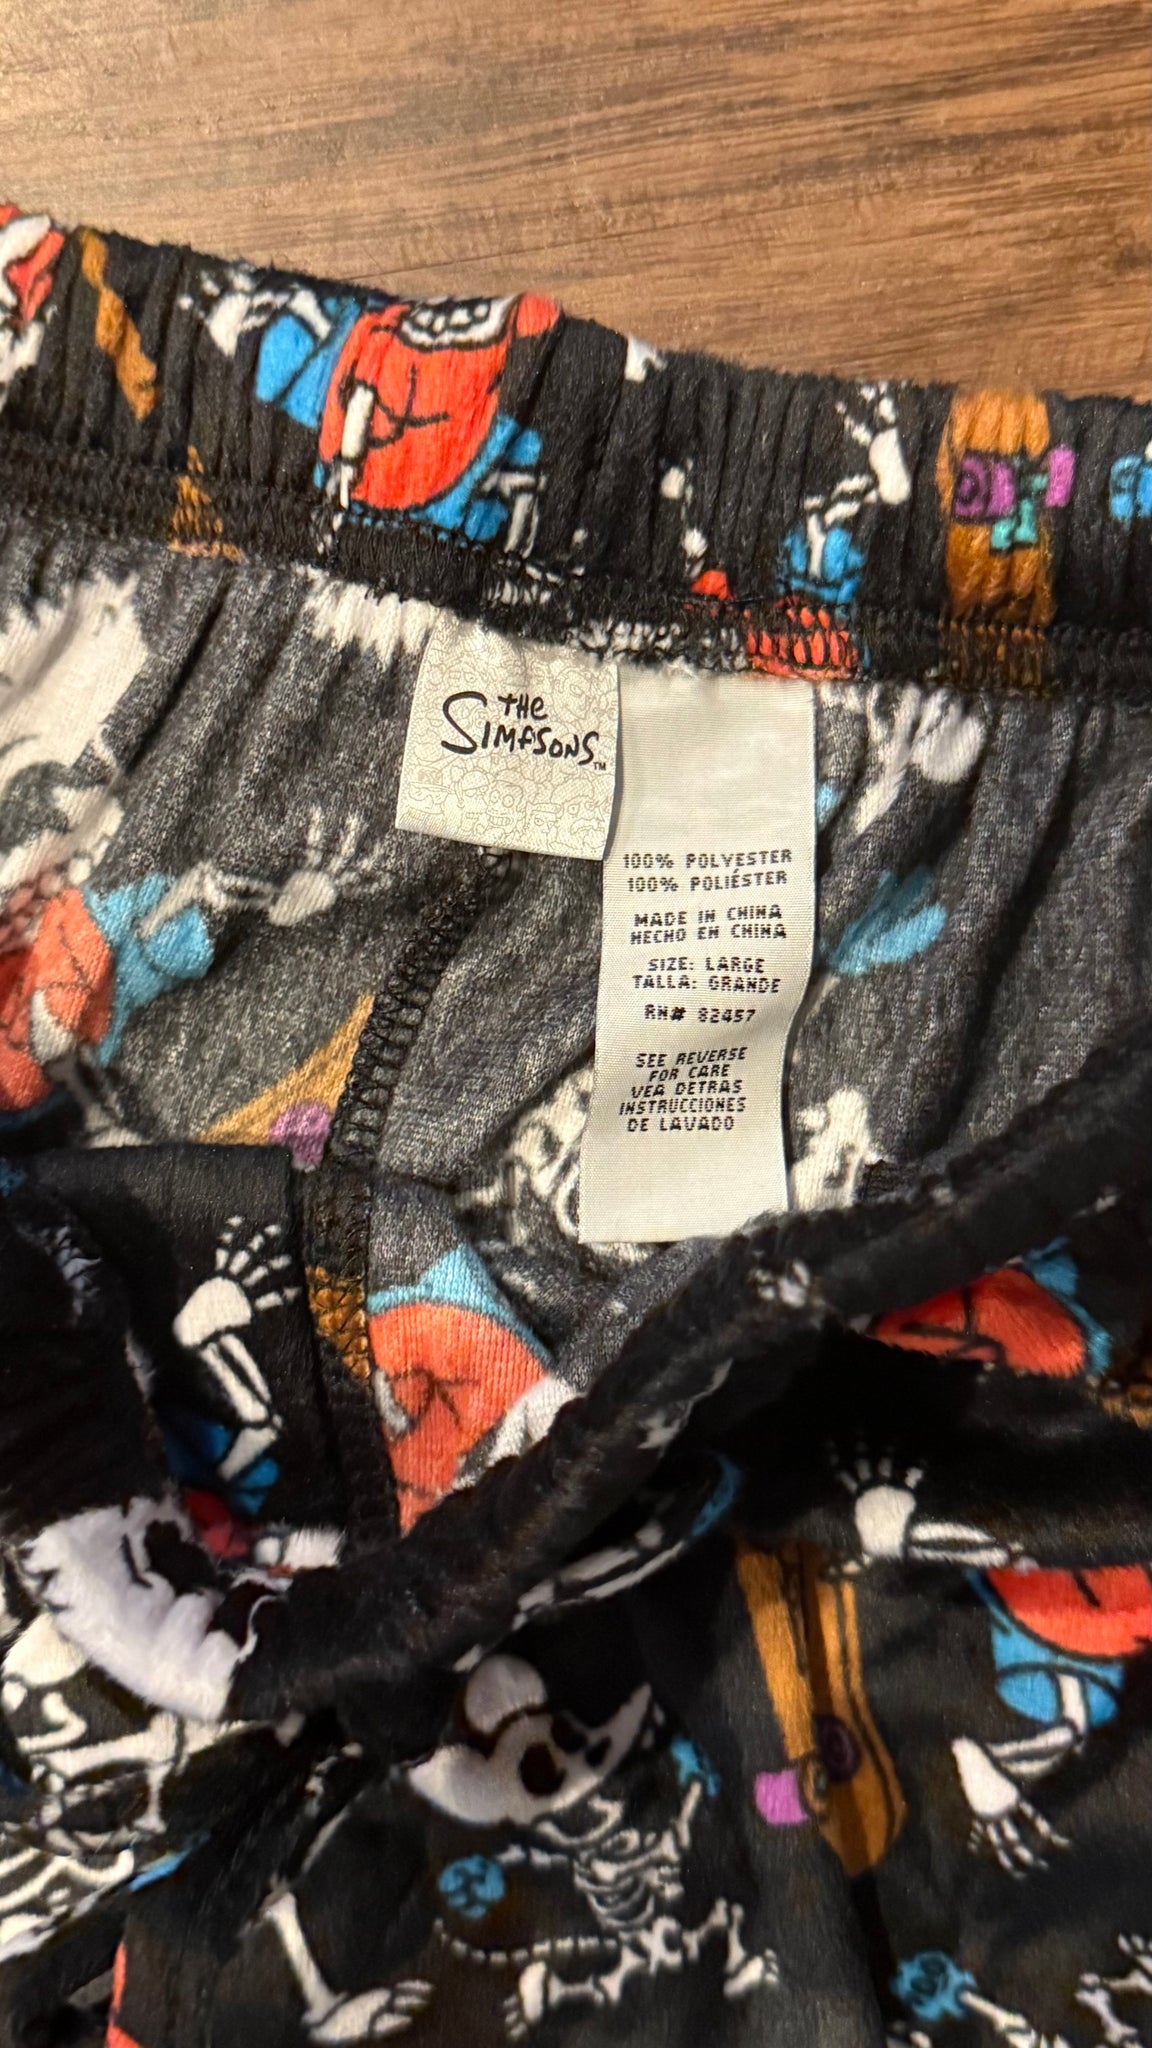 THE
SIMPSONS™
100% POLYESTER
100% POLIÉSTER
MADE IN CHINA
HECHO EN CHINA
SIZE: LARGE
TALLA: GRANDE
RN# 82457
SEE REVERSE
FOR CARE
VEA DETRAS
INSTRUCCIONES
DE LAVADO